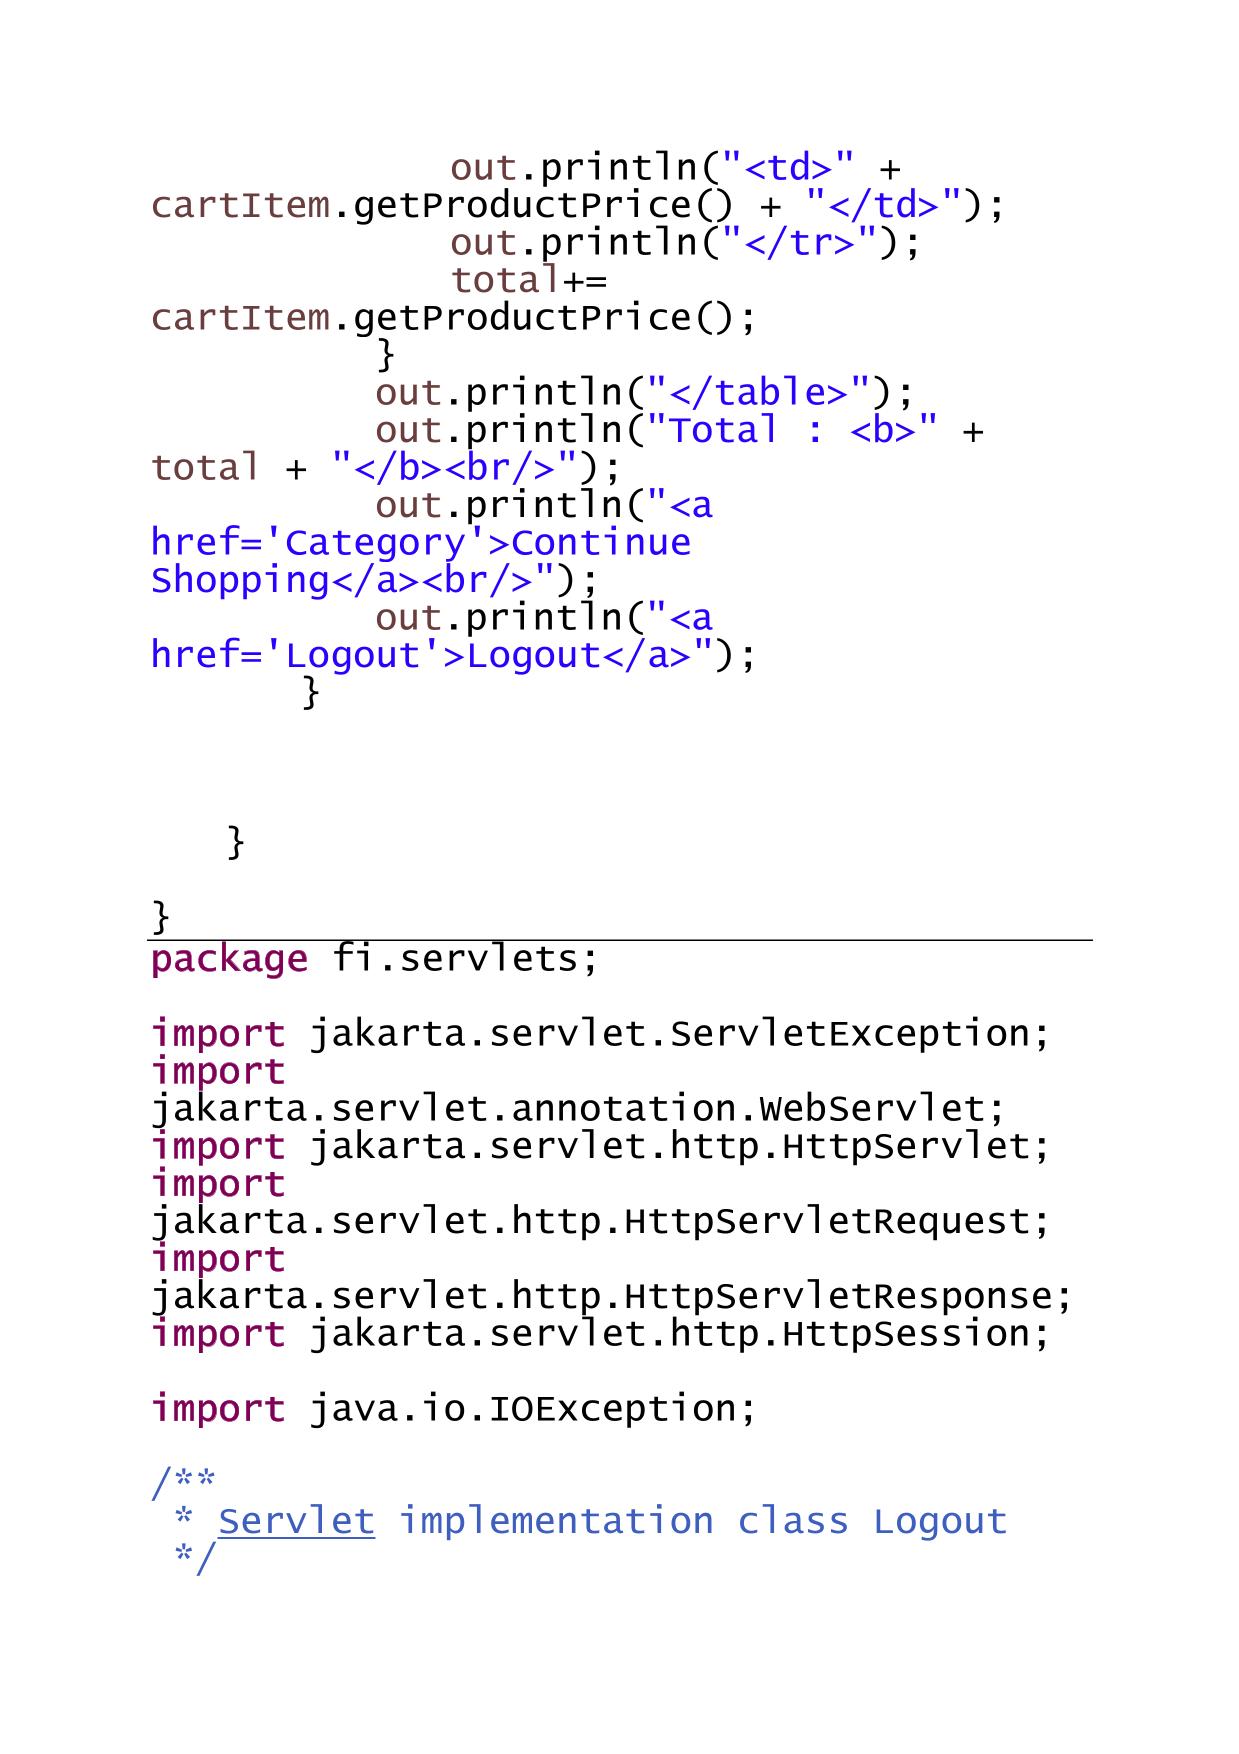 out.println("<td>" +
cartItem.getProductPrice() + "</td>");
out.println("</tr>");
total+=
cartItem.getProductPrice();
}
out.println("</table>");
out.println("Total : <b>" +
total + "</b><br/>");
out.println("<a
href='Category'>Continue
Shopping</a><br/>");
out.println("<a
href='Logout'>Logout</a>");
}
}
}
package fi.servlets;
import jakarta.servlet.ServletException;
import
jakarta.servlet.annotation.WebServlet;
import jakarta.servlet.http.HttpServlet;
import
jakarta.servlet.http.HttpServletRequest;
import
jakarta.servlet.http.HttpServletResponse;
import jakarta.servlet.http.HttpSession;
import java.io.IOException;
/**
* Servlet implementation class Logout
*/